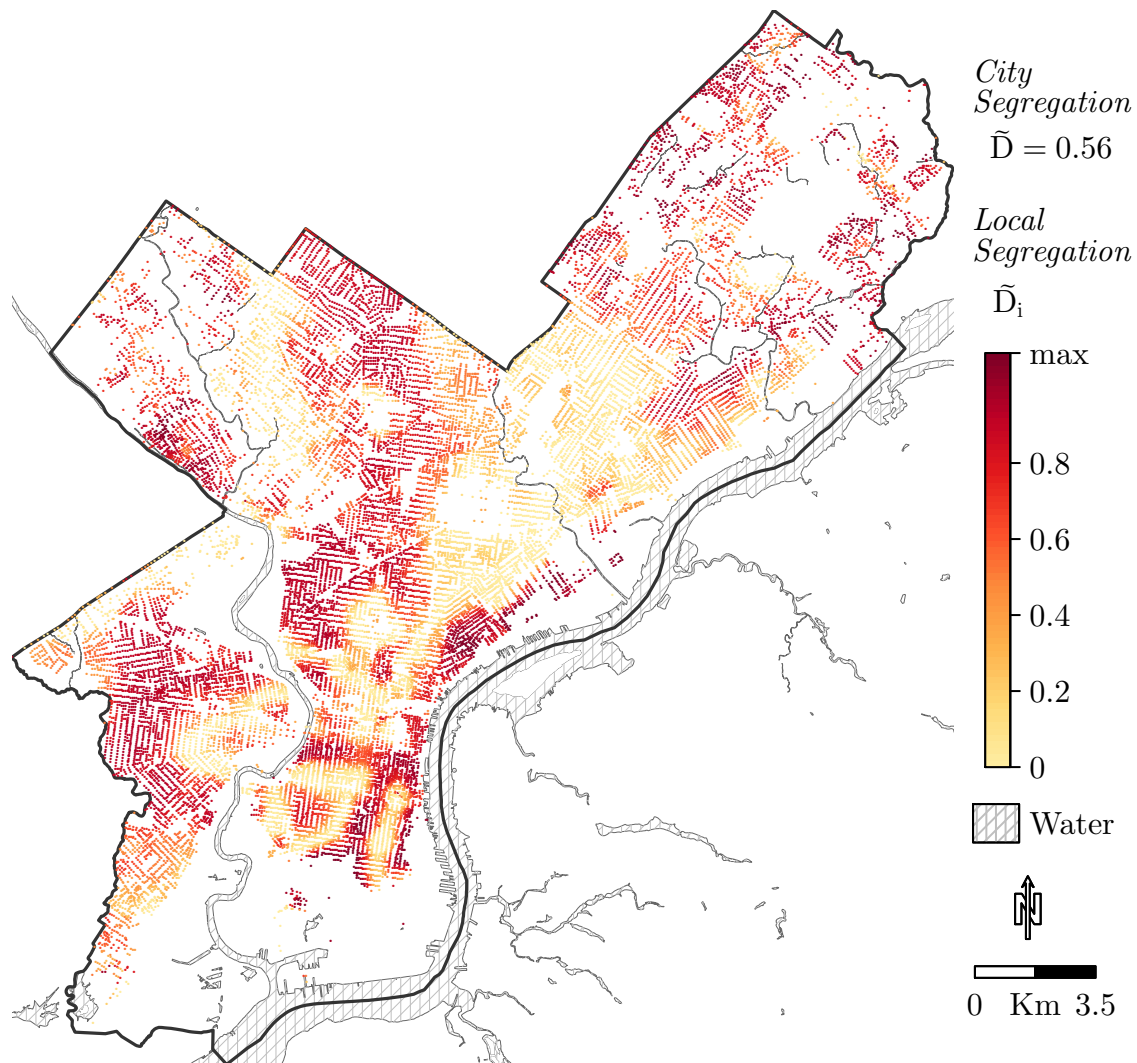 City
Segregation
D̃ = 0.56
Local
Segregation
D̃ᵢ
max
0.8
0.6
0.4
0.2
0
Water
N
0 Km 3.5